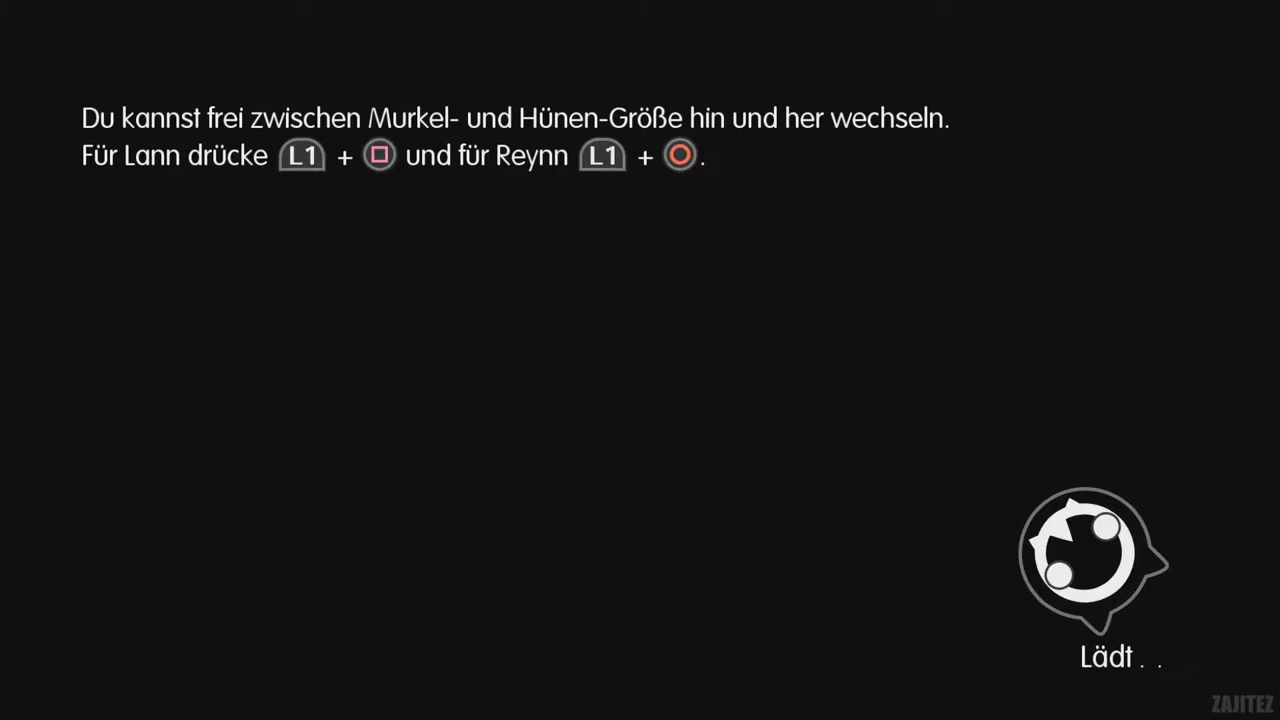 Du kannst frei zwischen Murkel- und Hünen-Größe hin und her wechseln.
Für Lann drücke L1 + □ und für Reynn L1 + ○.
Lädt . .
ZAJITEZ